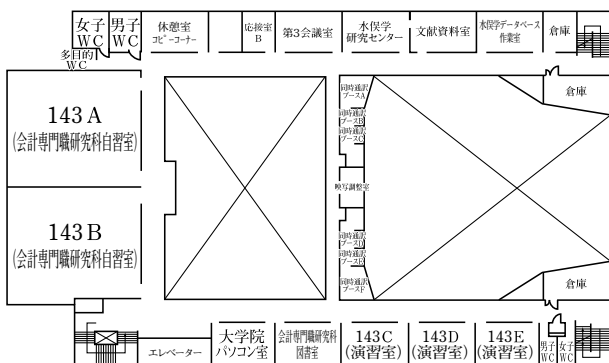 女子
WC
男子
WC
休憩室
コピーコーナー
応接室
B
第3会議室
水俣学
研究センター
文献資料室
水俣学データベース
作業室
倉庫
多目的
WC
143A
(会計専門職研究科自習室)
143B
(会計専門職研究科自習室)
同時通訳
ブースA
同時通訳
ブースB
同時通訳
ブースC
映写調整室
同時通訳
ブースD
同時通訳
ブースE
同時通訳
ブースF
倉庫
倉庫
エレベーター
大学院
パソコン室
会計専門職研究科
図書室
143C
(演習室)
143D
(演習室)
143E
(演習室)
男子
WC
女子
WC